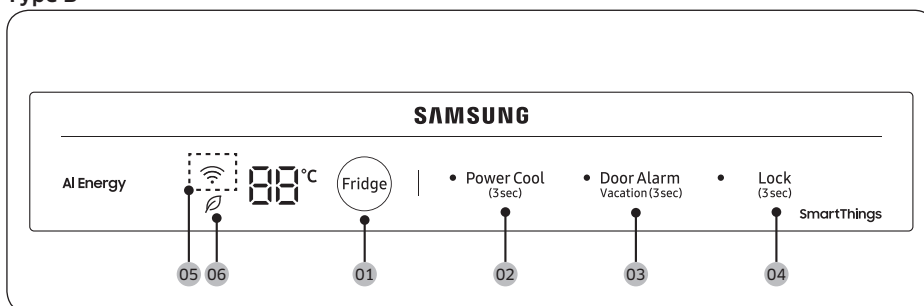 Type B
SAMSUNG
AI Energy
88°C
Fridge
Power Cool
(3sec)
Door Alarm
Vacation (3sec)
Lock
(3sec)
SmartThings
05
06
01
02
03
04